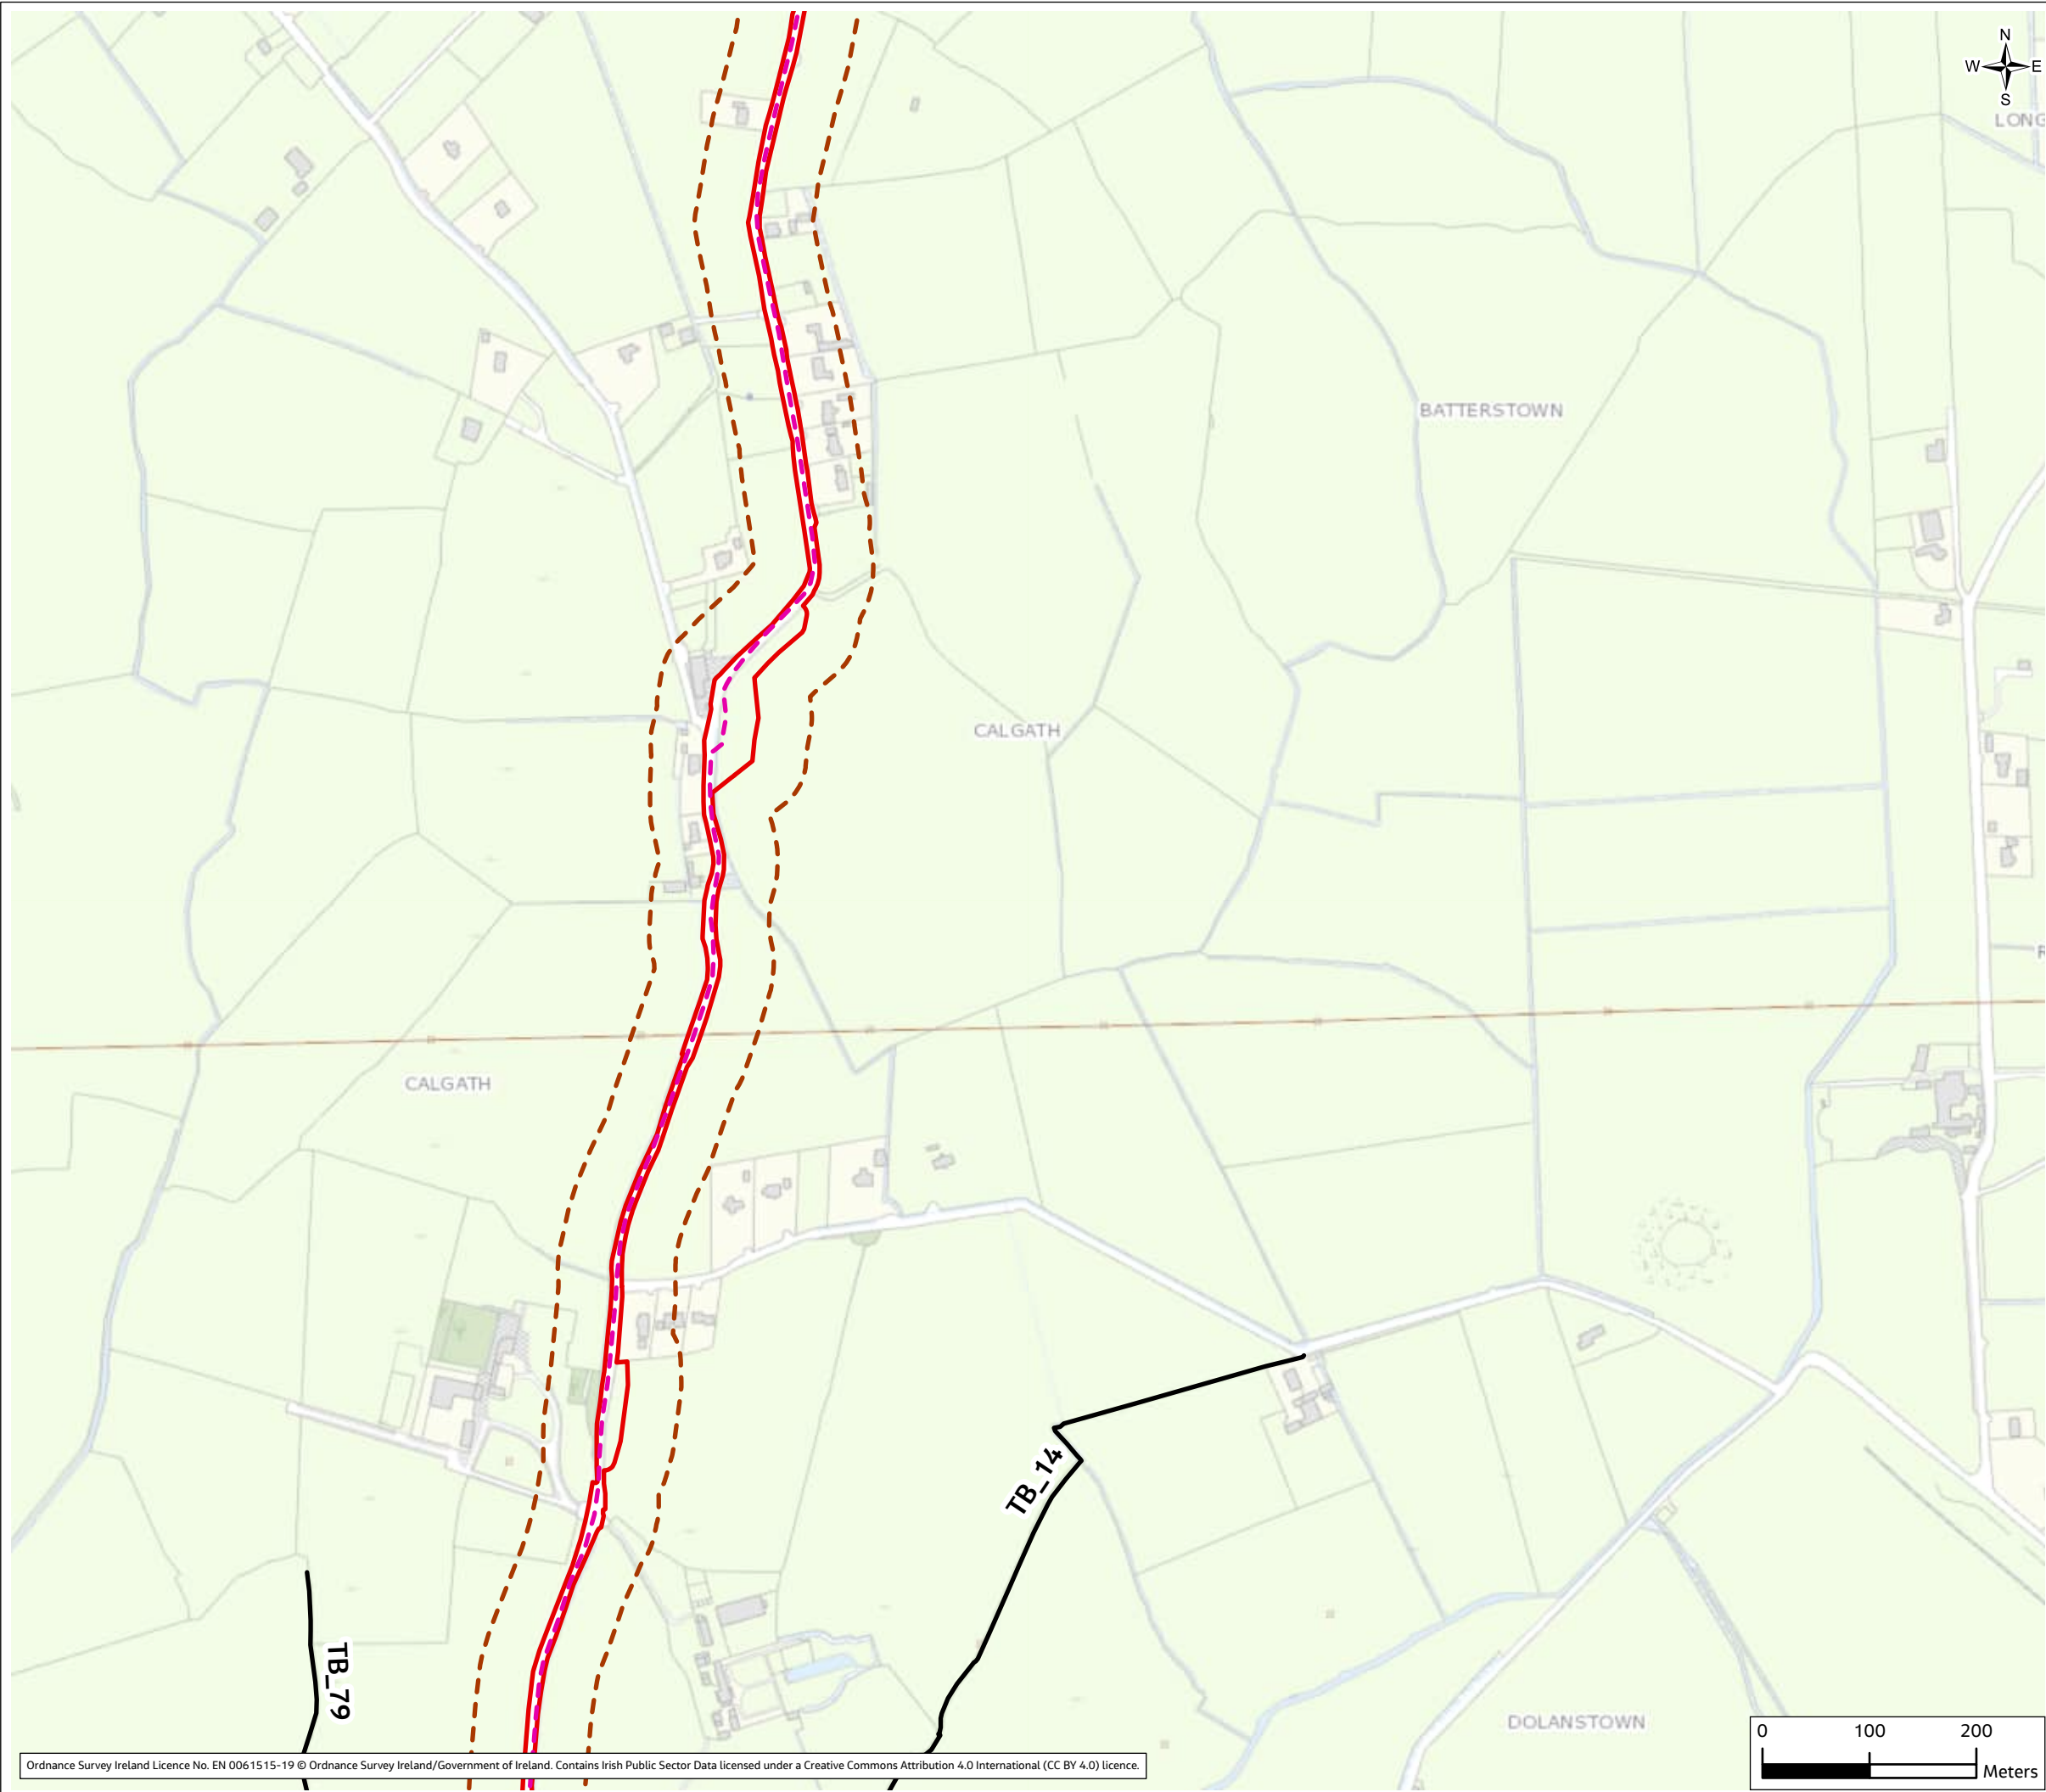 N
W E
S
LONG
BATTERSTOWN
CALGATH
R
CALGATH
TB_14
TB_79
DOLANSTOWN
0 100 200
Meters
Ordnance Survey Ireland Licence No. EN 0061515-19 © Ordnance Survey Ireland/Government of Ireland. Contains Irish Public Sector Data licensed under a Creative Commons Attribution 4.0 International (CC BY 4.0) licence.